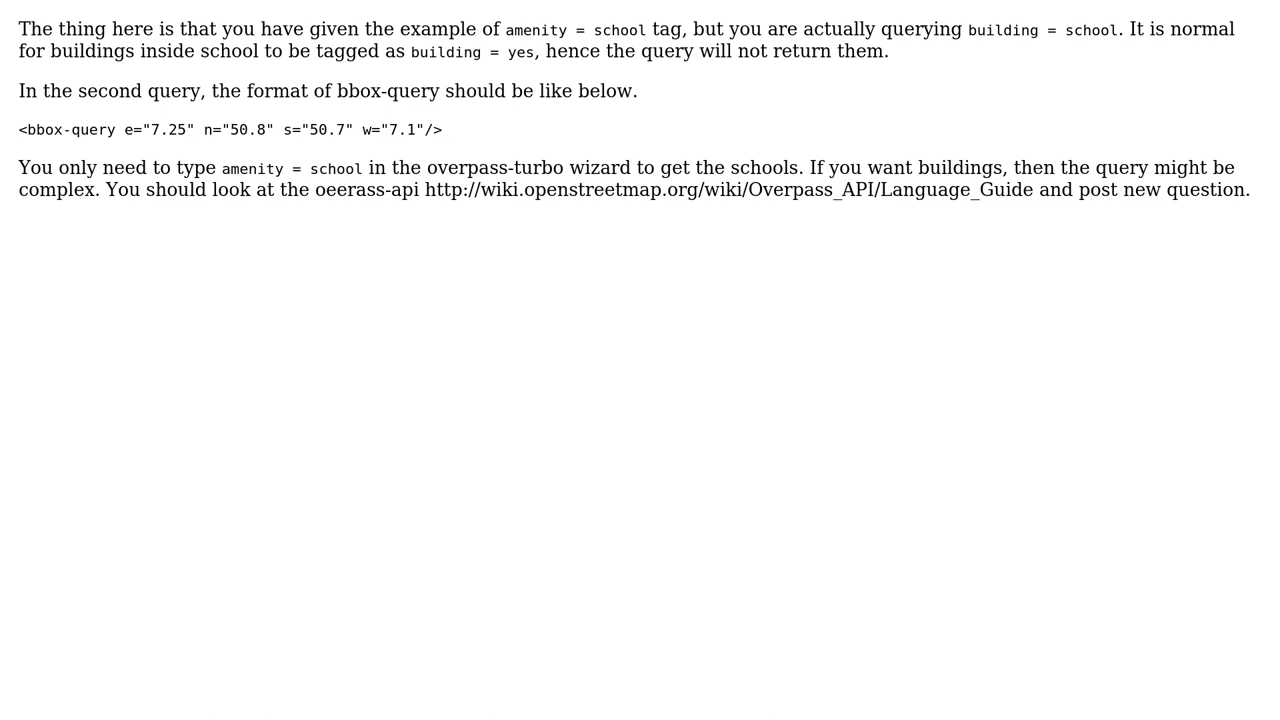 The thing here is that you have given the example of amenity = school tag, but you are actually querying building = school. It is normal
for buildings inside school to be tagged as building = yes, hence the query will not return them.
In the second query, the format of bbox-query should be like below.
<bbox-query e="7.25" n="50.8" s="50.7" w="7.1"/>
You only need to type amenity = school in the overpass-turbo wizard to get the schools. If you want buildings, then the query might be
complex. You should look at the oeerass-api http://wiki.openstreetmap.org/wiki/Overpass_API/Language_Guide and post new question.